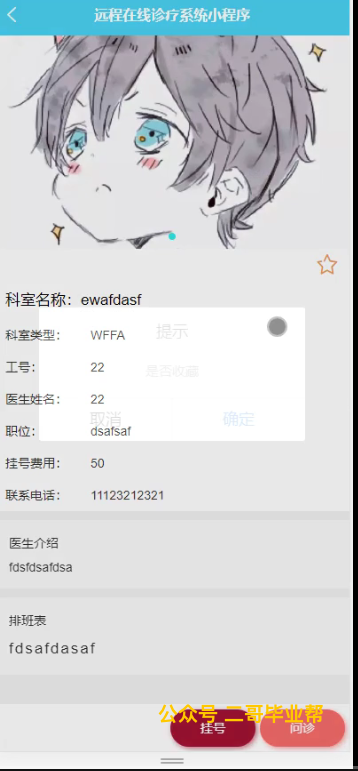 远程在线诊疗系统小程序
科室名称：ewafdasf
科室类型： WFFA
提示
工号： 22
是否收藏
医生姓名： 22
取消 确定
职位： dsafsaf
挂号费用： 50
联系电话： 11123212321
医生介绍
fdsfdsafdsa
排班表
fdsafdasaf
公众号 二哥毕业帮
挂号 问诊